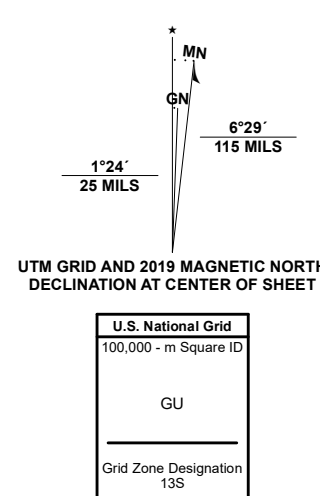 ★
MN
GN
6°29´
115 MILS
1°24´
25 MILS
UTM GRID AND 2019 MAGNETIC NORTH
DECLINATION AT CENTER OF SHEET
U.S. National Grid
100,000 - m Square ID
GU
Grid Zone Designation
13S